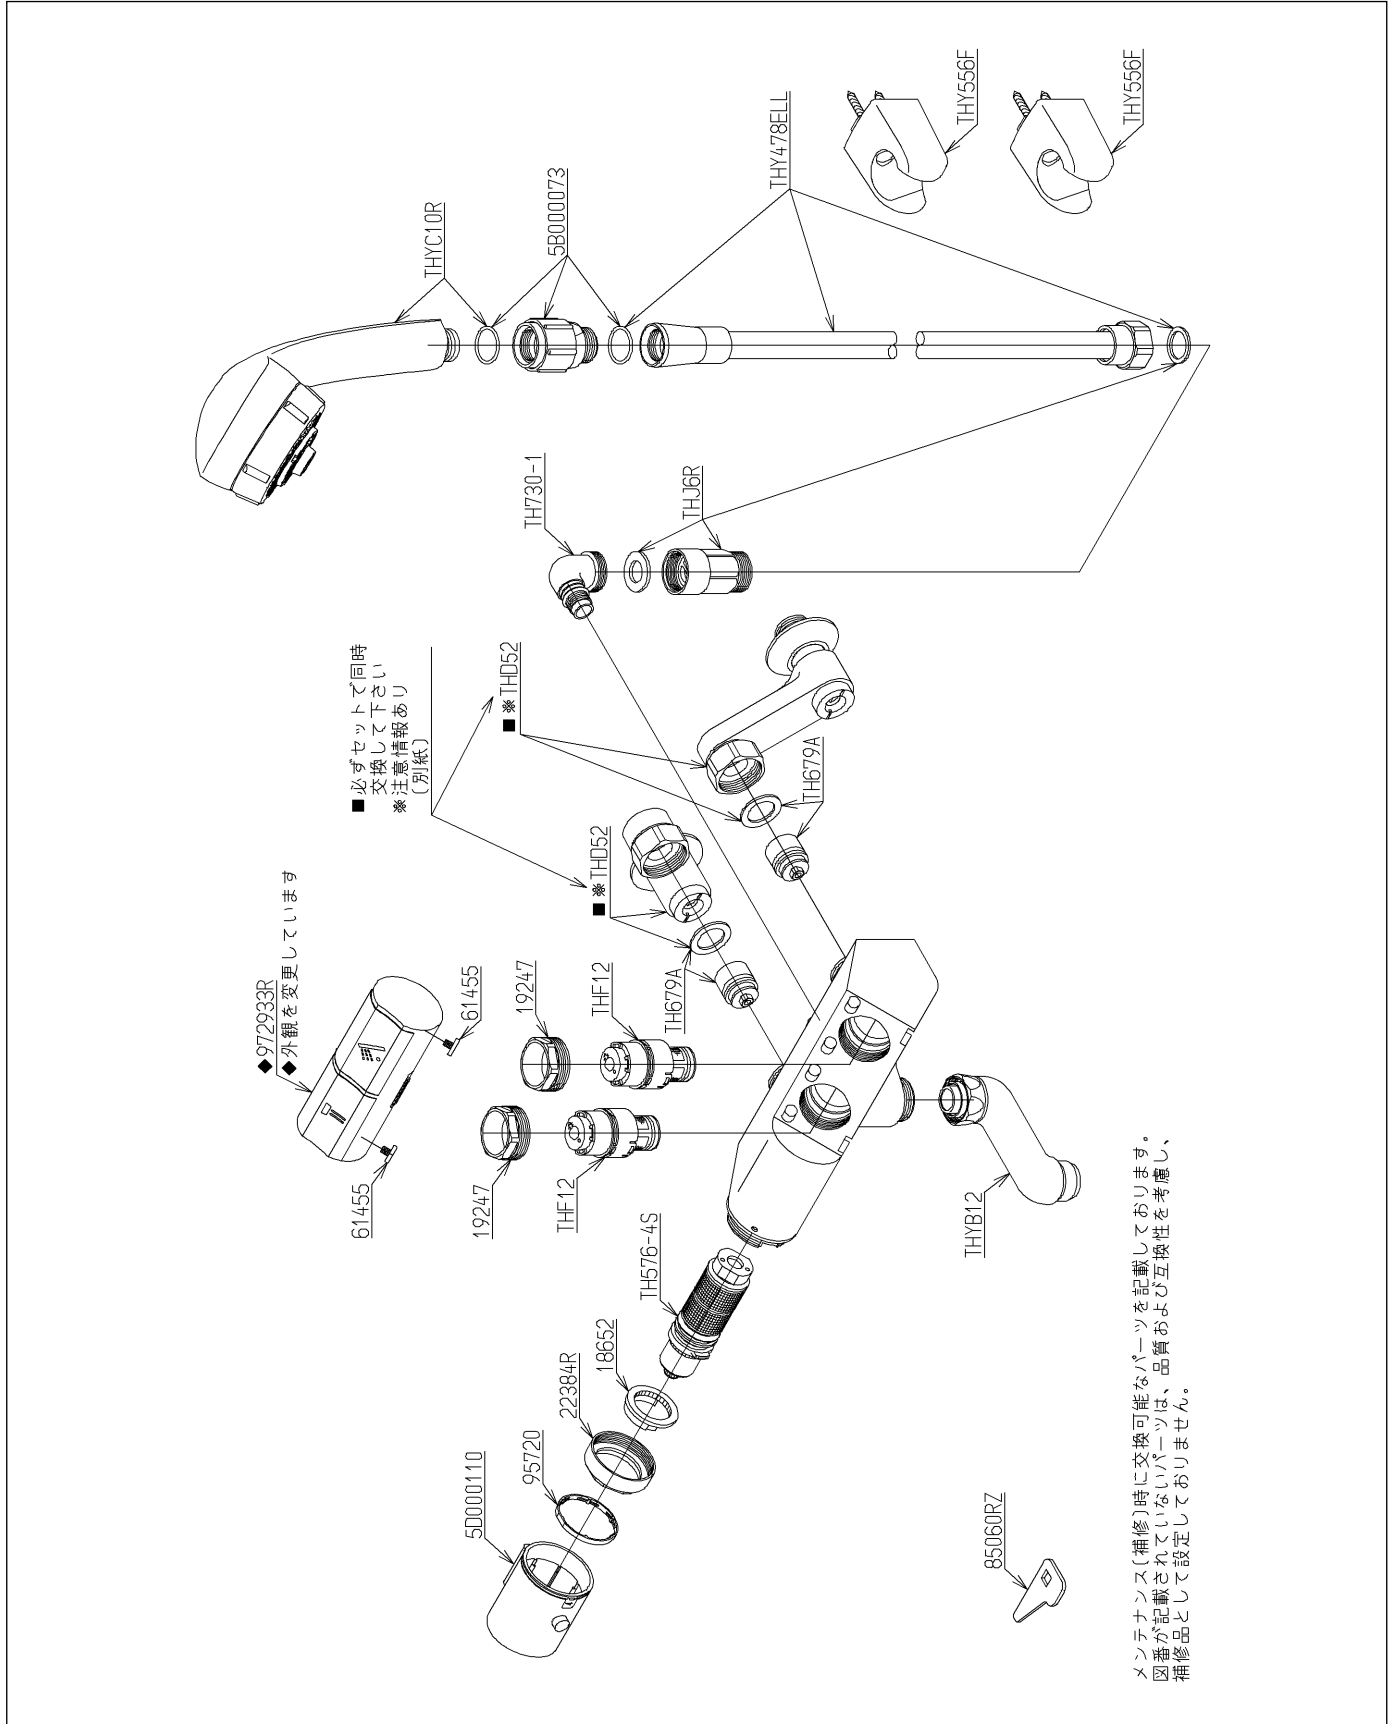 THYC10R
5B000073
THY478ELL
THY556F
THY556F
TH730-1
THJ6R
■必ずセットで同時
交換して下さい
※注意情報あり
(別紙)
■※THD52
■※THD52
TH679A
TH679A
◆972933R
◆外観を変更しています
61455
61455
19247
19247
THF12
THF12
TH576-4S
18652
22384R
95720
5D000110
THYB12
85060RZ
メンテナンス(補修)時に交換可能なパーツを記載しております。
図番が記載されていないパーツは、品質および互換性を考慮し、
補修品として設定しておりません。